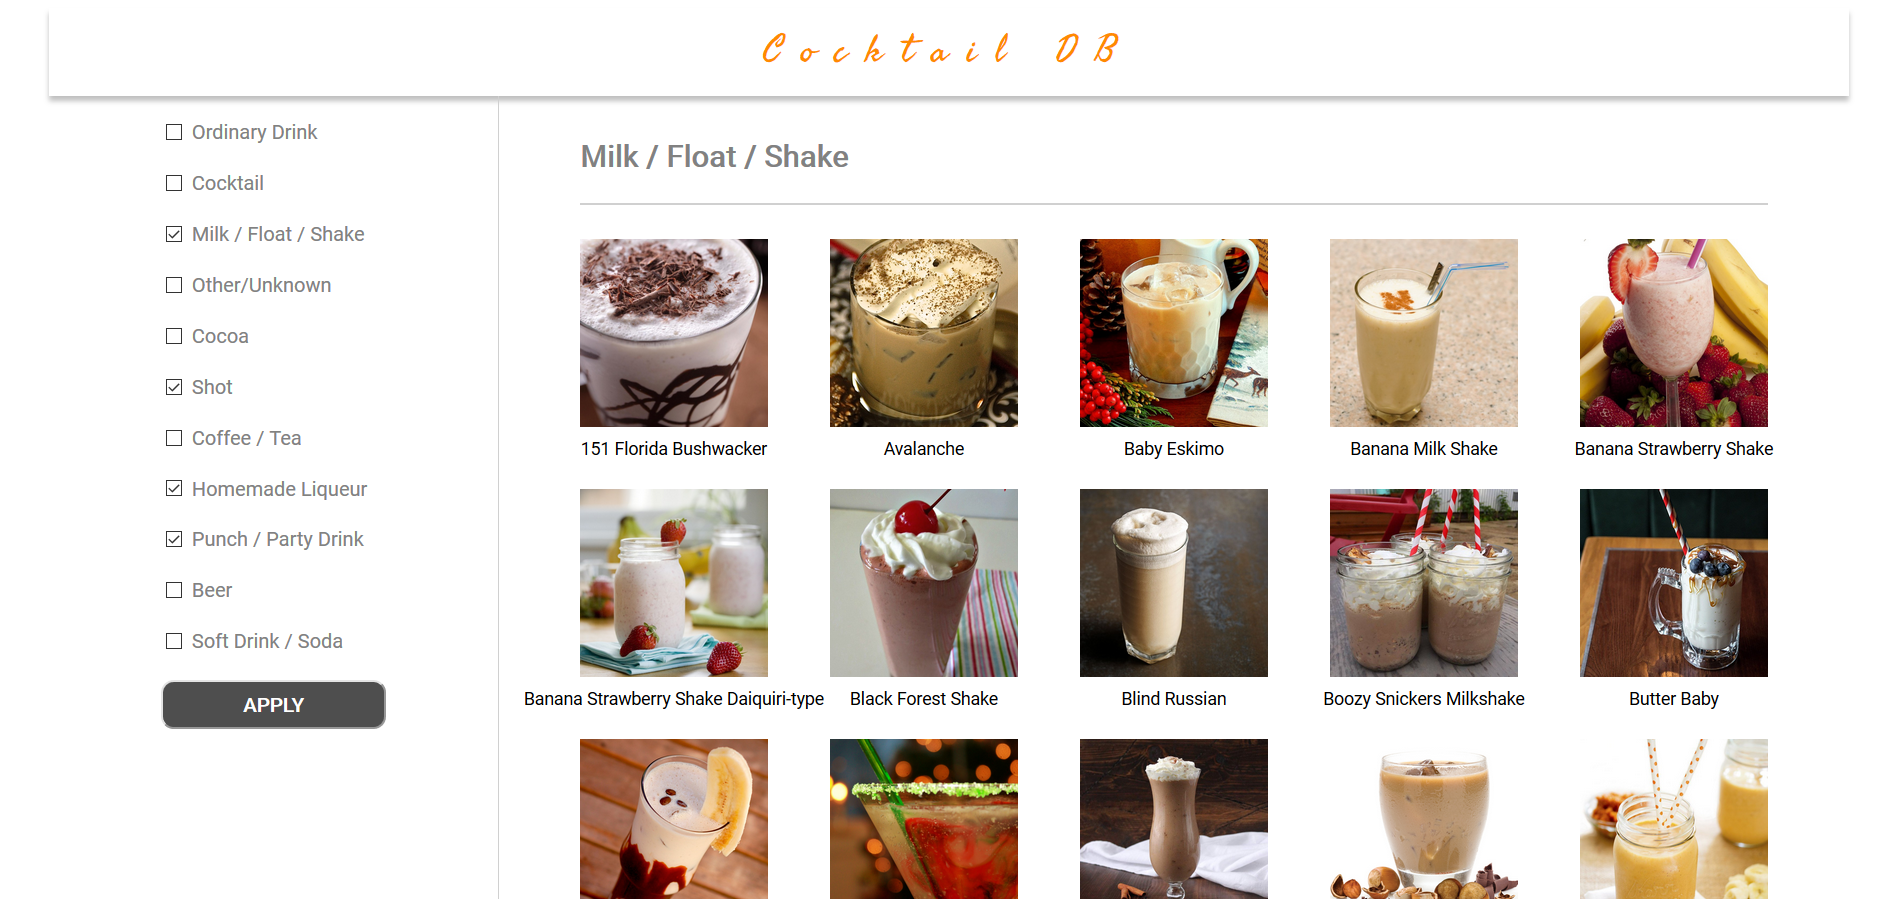 Cocktail DB
Ordinary Drink
Cocktail
Milk / Float / Shake
Other/Unknown
Cocoa
Shot
Coffee / Tea
Homemade Liqueur
Punch / Party Drink
Beer
Soft Drink / Soda
APPLY
Milk / Float / Shake
151 Florida Bushwacker
Avalanche
Baby Eskimo
Banana Milk Shake
Banana Strawberry Shake
Banana Strawberry Shake Daiquiri-type
Black Forest Shake
Blind Russian
Boozy Snickers Milkshake
Butter Baby